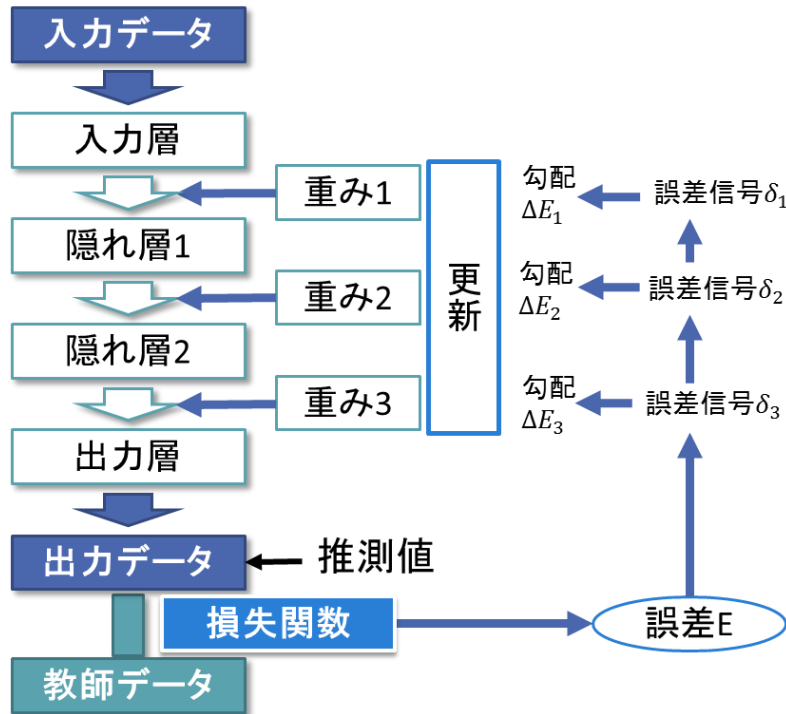 入力データ
入力層
重み1
更新
勾配
ΔE₁
誤差信号δ₁
隠れ層1
重み2
勾配
ΔE₂
誤差信号δ₂
隠れ層2
重み3
勾配
ΔE₃
誤差信号δ₃
出力層
出力データ
推測値
損失関数
誤差E
教師データ